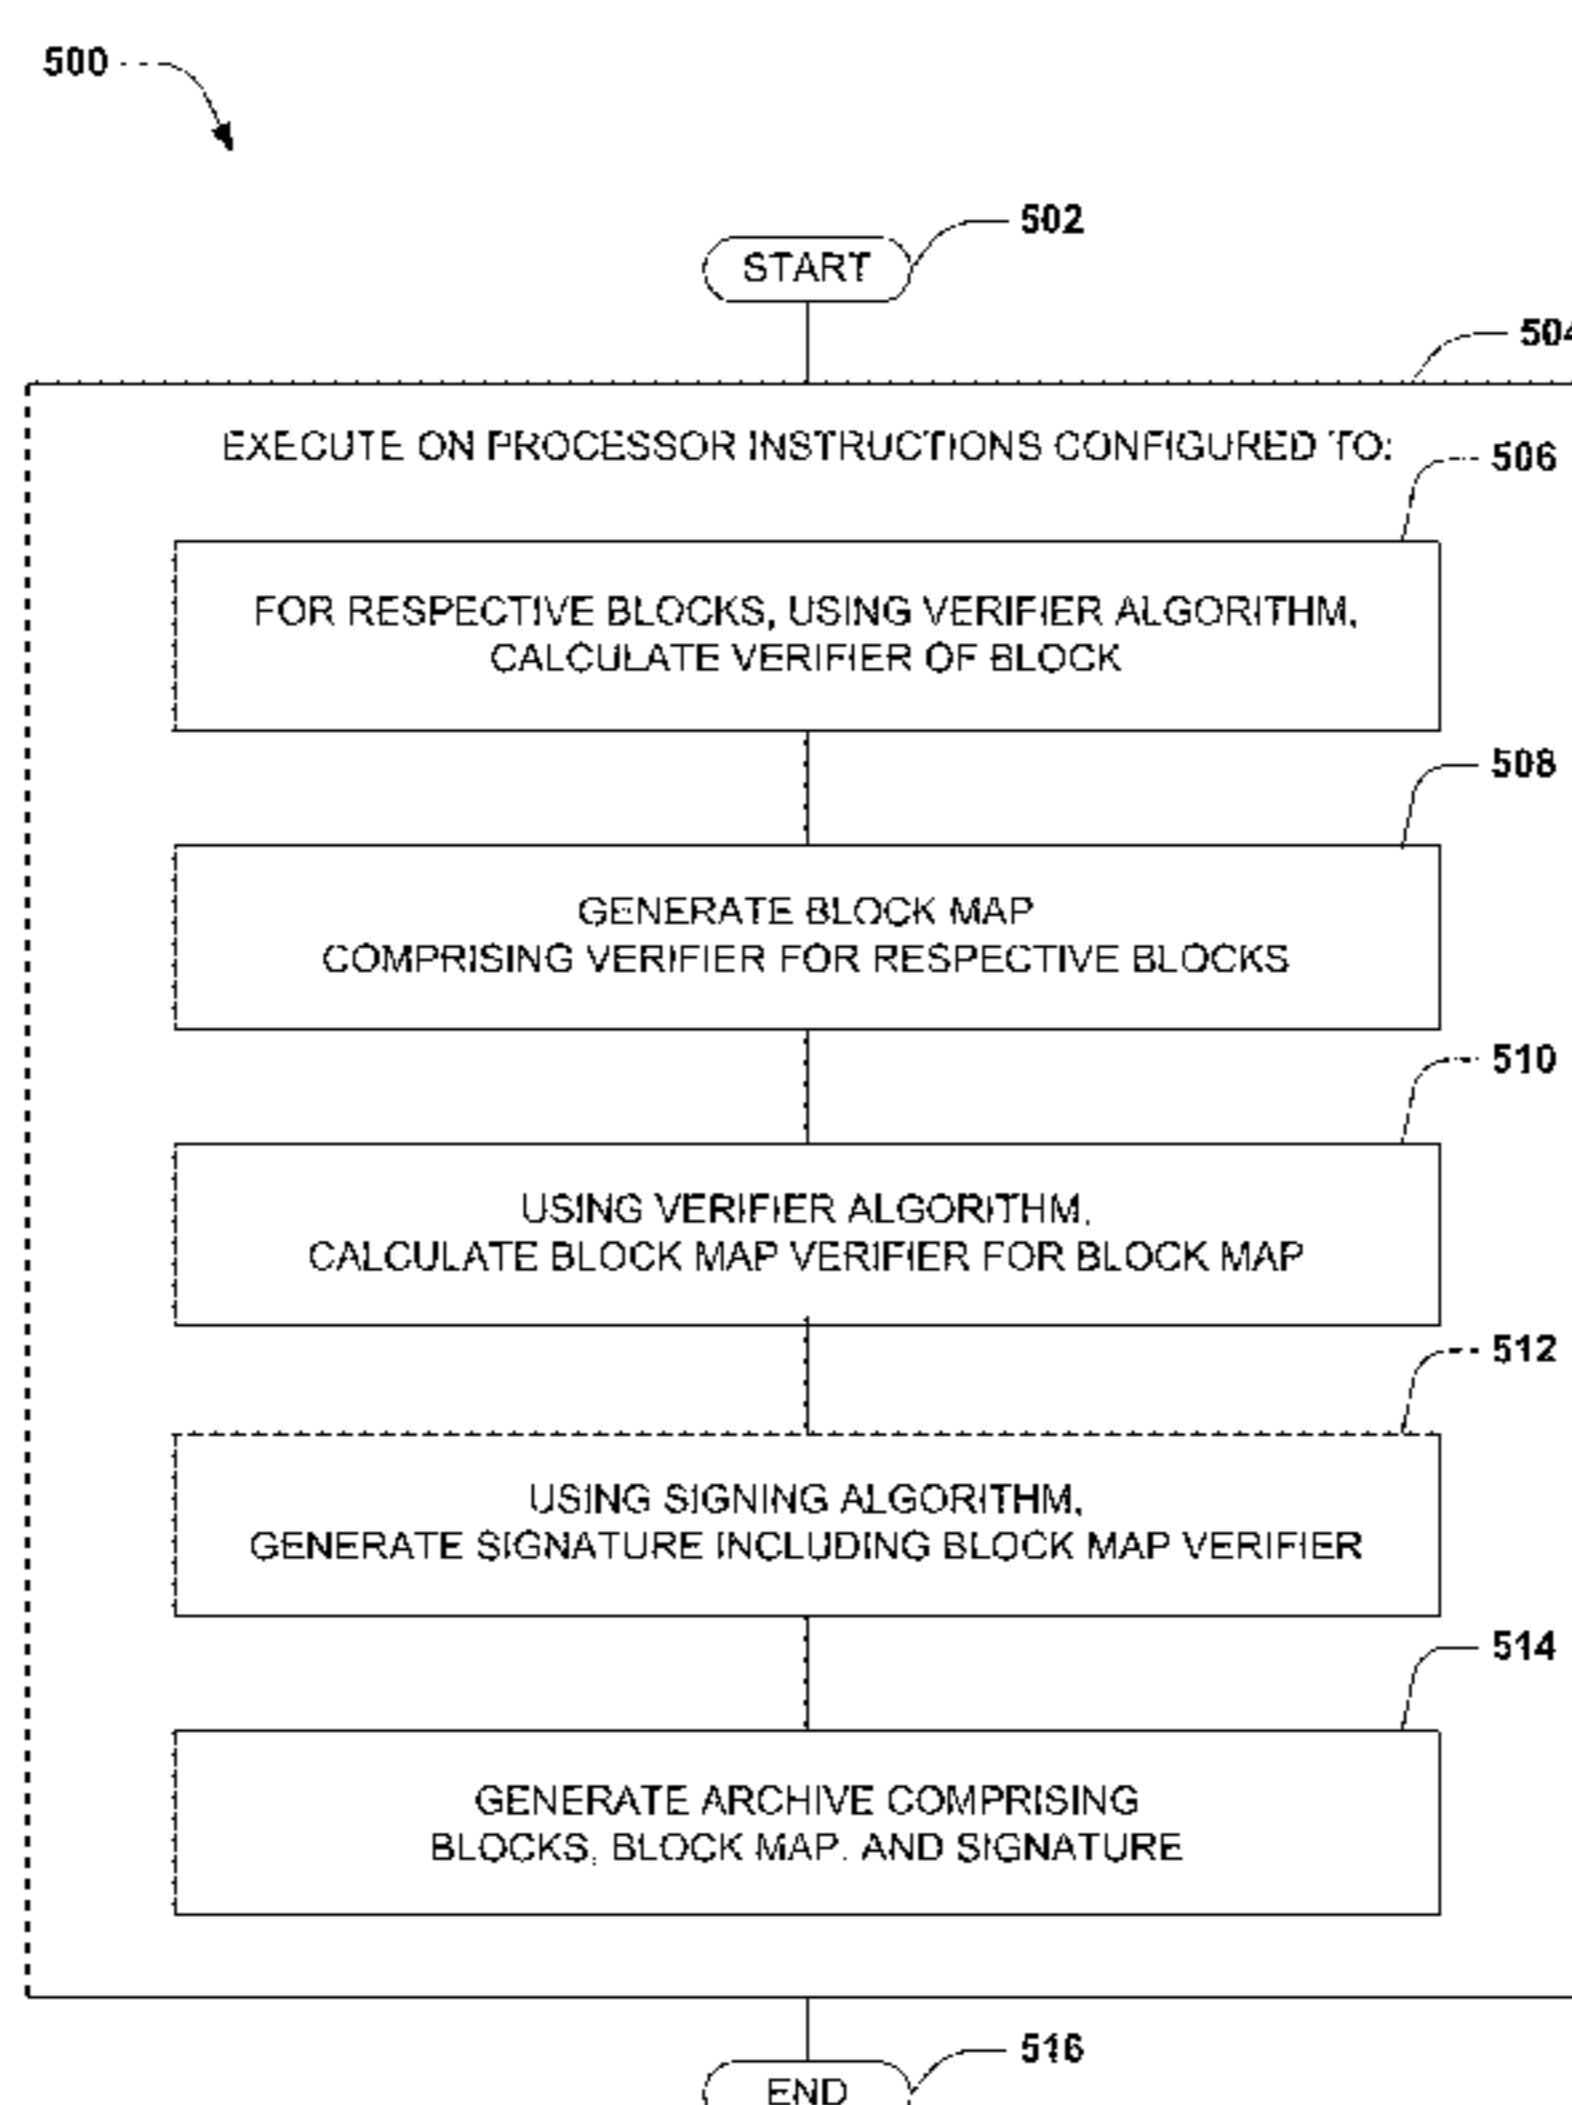 500
502
START
504
EXECUTE ON PROCESSOR INSTRUCTIONS CONFIGURED TO:
506
FOR RESPECTIVE BLOCKS, USING VERIFIER ALGORITHM,
CALCULATE VERIFIER OF BLOCK
508
GENERATE BLOCK MAP
COMPRISING VERIFIER FOR RESPECTIVE BLOCKS
510
USING VERIFIER ALGORITHM,
CALCULATE BLOCK MAP VERIFIER FOR BLOCK MAP
512
USING SIGNING ALGORITHM,
GENERATE SIGNATURE INCLUDING BLOCK MAP VERIFIER
514
GENERATE ARCHIVE COMPRISING
BLOCKS, BLOCK MAP, AND SIGNATURE
516
END